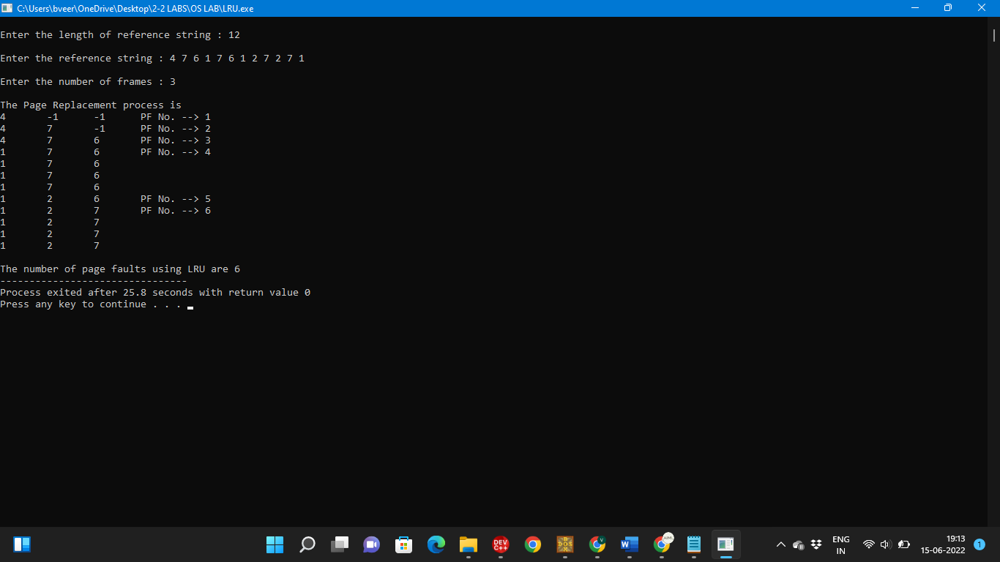 C:\Users\bveer\OneDrive\Desktop\2-2 LABS\OS LAB\LRU.exe
Enter the length of reference string : 12
Enter the reference string : 4 7 6 1 7 6 1 2 7 2 7 1
Enter the number of frames : 3
The Page Replacement process is
4 -1 -1 PF No. --> 1
4 7 -1 PF No. --> 2
4 7 6 PF No. --> 3
1 7 6 PF No. --> 4
1 7 6
1 7 6
1 7 6
1 2 6 PF No. --> 5
1 2 7 PF No. --> 6
1 2 7
1 2 7
1 2 7
The number of page faults using LRU are 6
--------------------------------
Process exited after 25.8 seconds with return value 0
Press any key to continue . . .
DEV C++
DOS
V
AIML
W
ENG
IN
19:13
15-06-2022
1